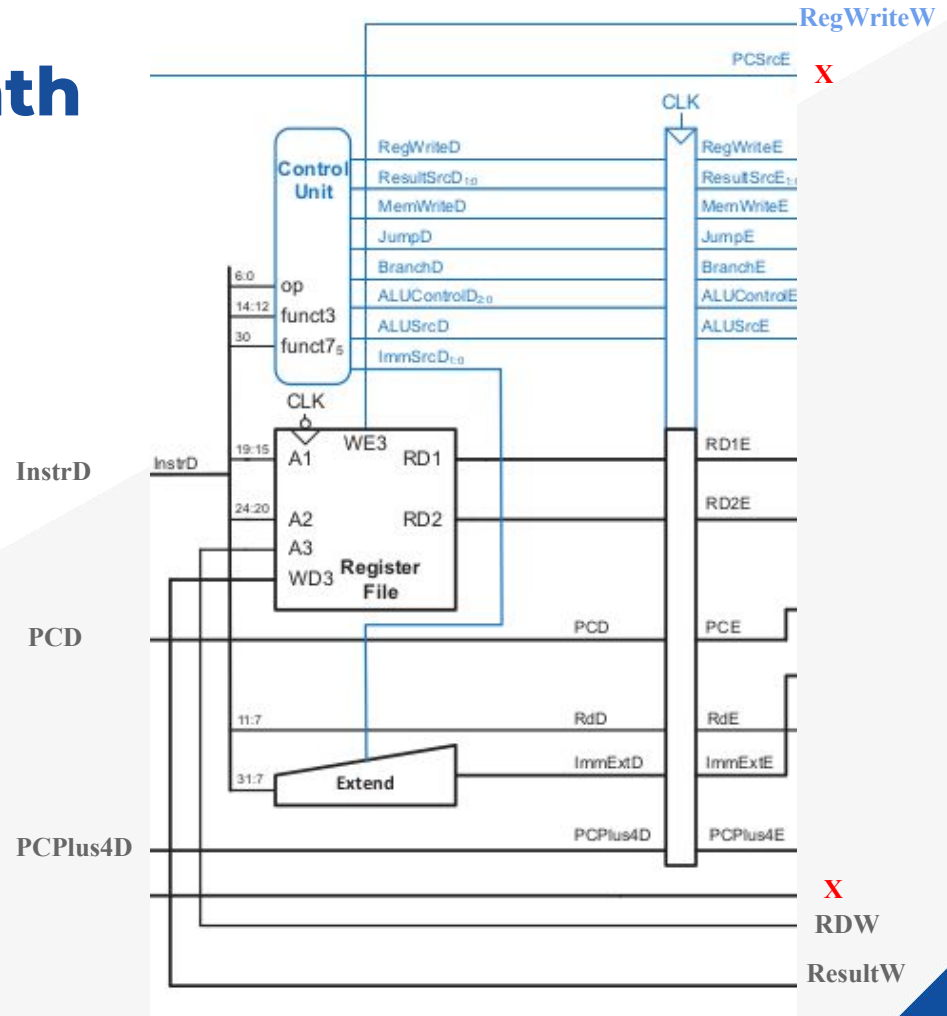 RegWriteW
PCSrcE
X
ath
CLK
Control
Unit
RegWriteD
RegWriteE
ResultSrcD1:0
ResultSrcE1:0
MemWriteD
MemWriteE
JumpD
JumpE
BranchD
BranchE
6:0
op
ALUControlD2:0
ALUControlE
14:12
funct3
ALUSrcD
ALUSrcE
30
funct75
ImmSrcD1:0
CLK
WE3
19:15
A1
RD1
RD1E
InstrD
InstrD
24:20
A2
RD2
RD2E
A3
WD3
Register
File
PCD
PCD
PCE
11:7
RdD
RdE
ImmExtD
ImmExtE
31:7
Extend
PCPlus4D
PCPlus4D
PCPlus4E
X
RDW
ResultW